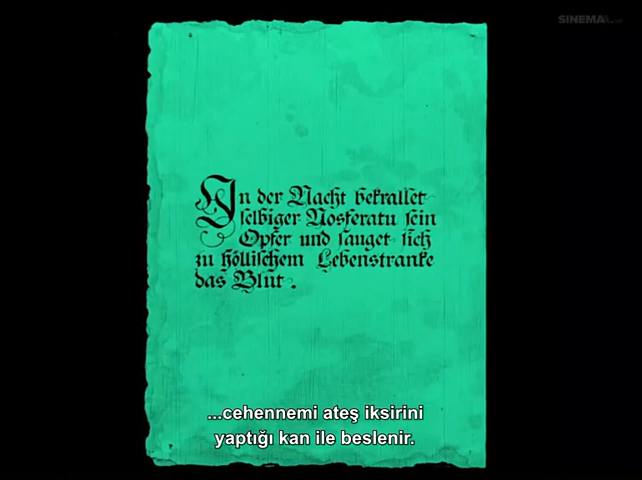 SINEMA
In der Nacht bekrallet
selbiger Nosferatu sein
Opfer und sauget sich
zu höllischem Lebenstranke
das Blut.
...cehennemi ateş iksirini
yaptığı kan ile beslenir.